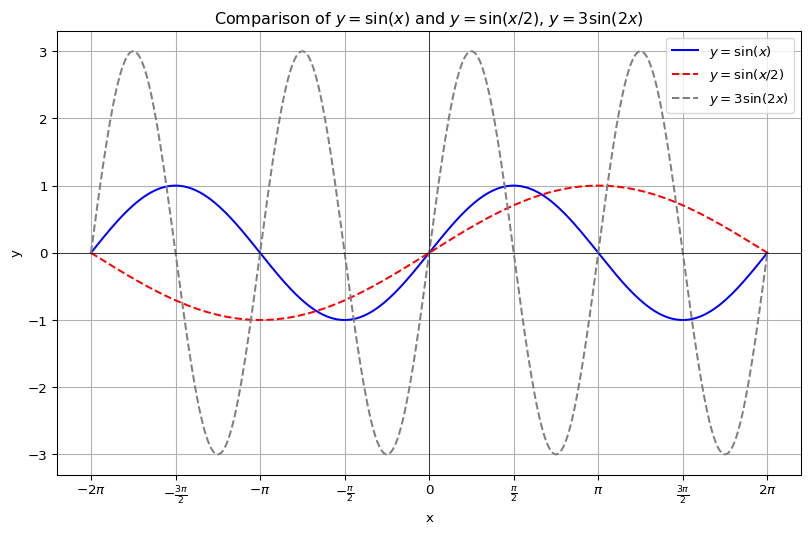 Comparison of y = sin(x) and y = sin(x/2), y = 3sin(2x)
y = sin(x)
y = sin(x/2)
y = 3sin(2x)
3
2
1
0
−1
−2
−3
y
−2π −3π/2 −π −π/2 0 π/2 π 3π/2 2π
x